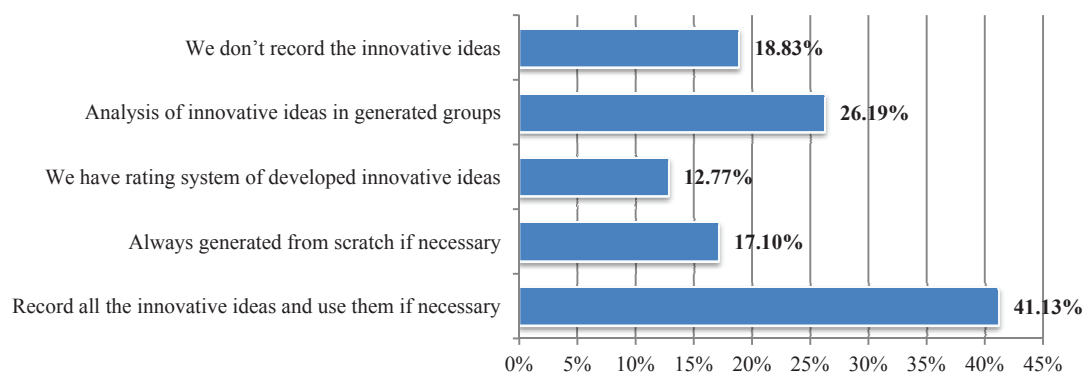 We don’t record the innovative ideas
18.83%
Analysis of innovative ideas in generated groups
26.19%
We have rating system of developed innovative ideas
12.77%
Always generated from scratch if necessary
17.10%
Record all the innovative ideas and use them if necessary
41.13%
0% 5% 10% 15% 20% 25% 30% 35% 40% 45%